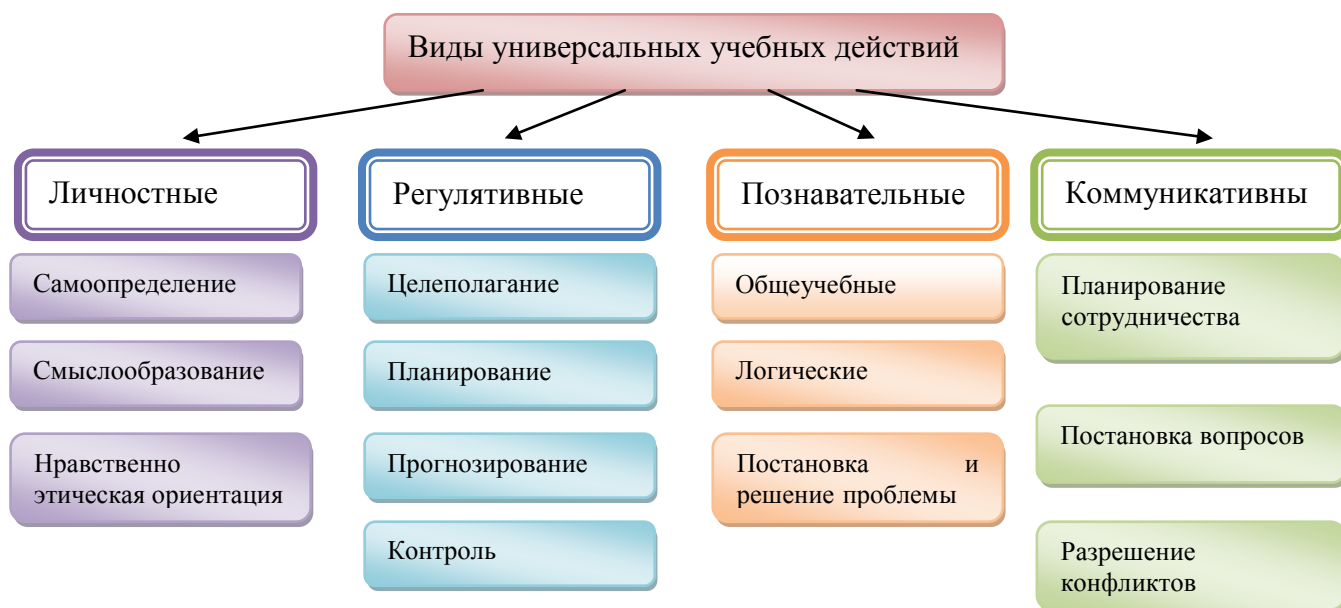 Виды универсальных учебных действий
Личностные
Регулятивные
Познавательные
Коммуникативны
Самоопределение
Смыслообразование
Нравственно
этическая ориентация
Целеполагание
Планирование
Прогнозирование
Контроль
Общеучебные
Логические
Постановка и
решение проблемы
Планирование
сотрудничества
Постановка вопросов
Разрешение
конфликтов